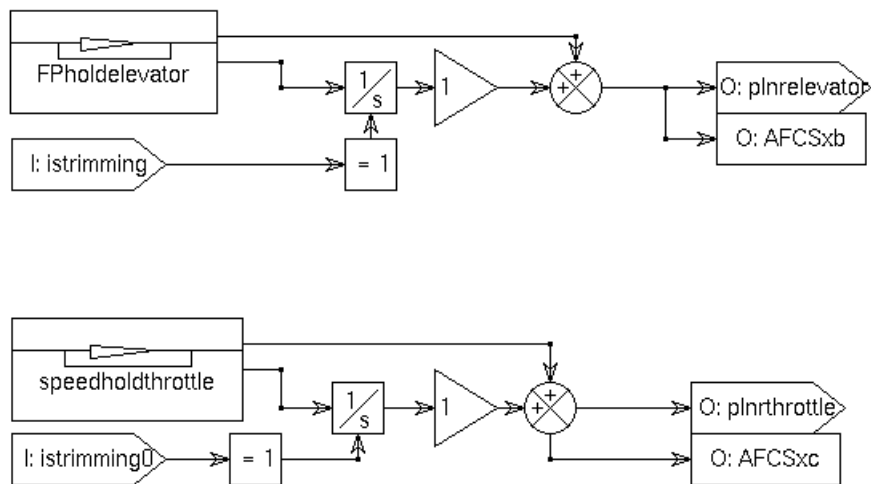 FPholdelevator
1
s
1
+
+
O: plnrelevator
O: AFCSxb
I: istrimming
= 1
speedholdthrottle
1
s
1
+
+
O: plnrthrottle
O: AFCSxc
I: istrimming0
= 1